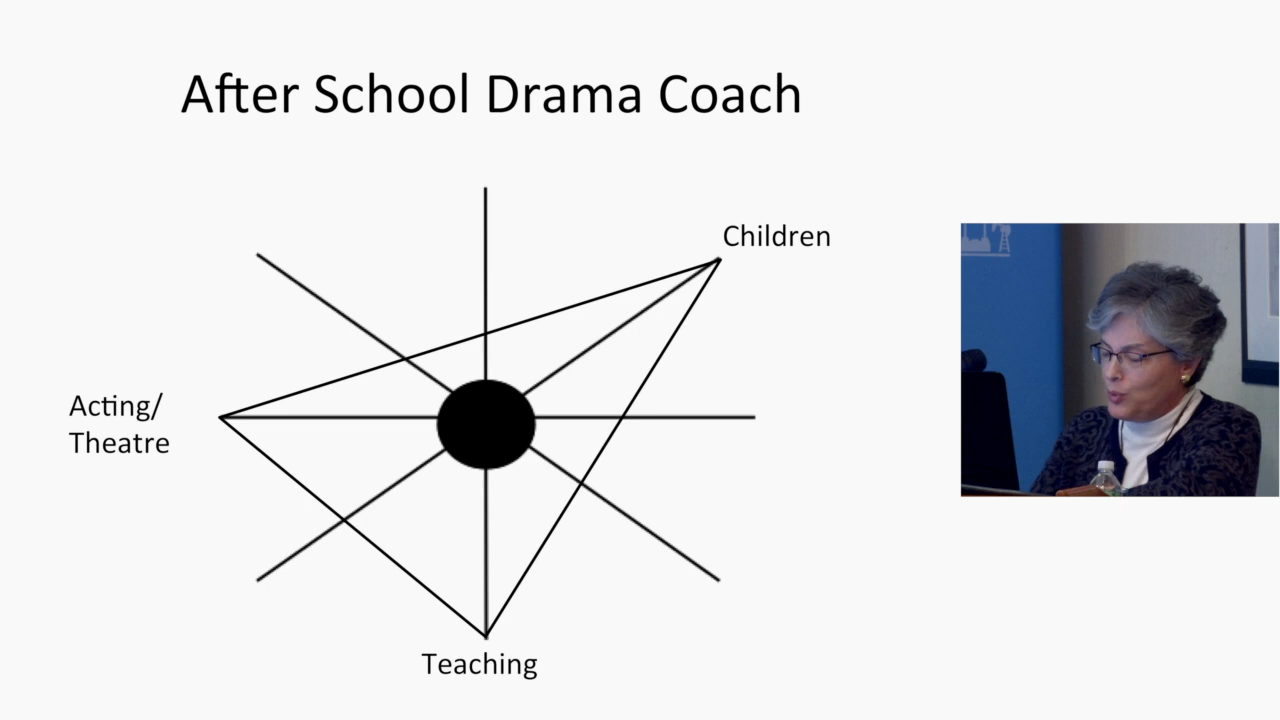 After School Drama Coach
Children
Acting/
Theatre
Teaching